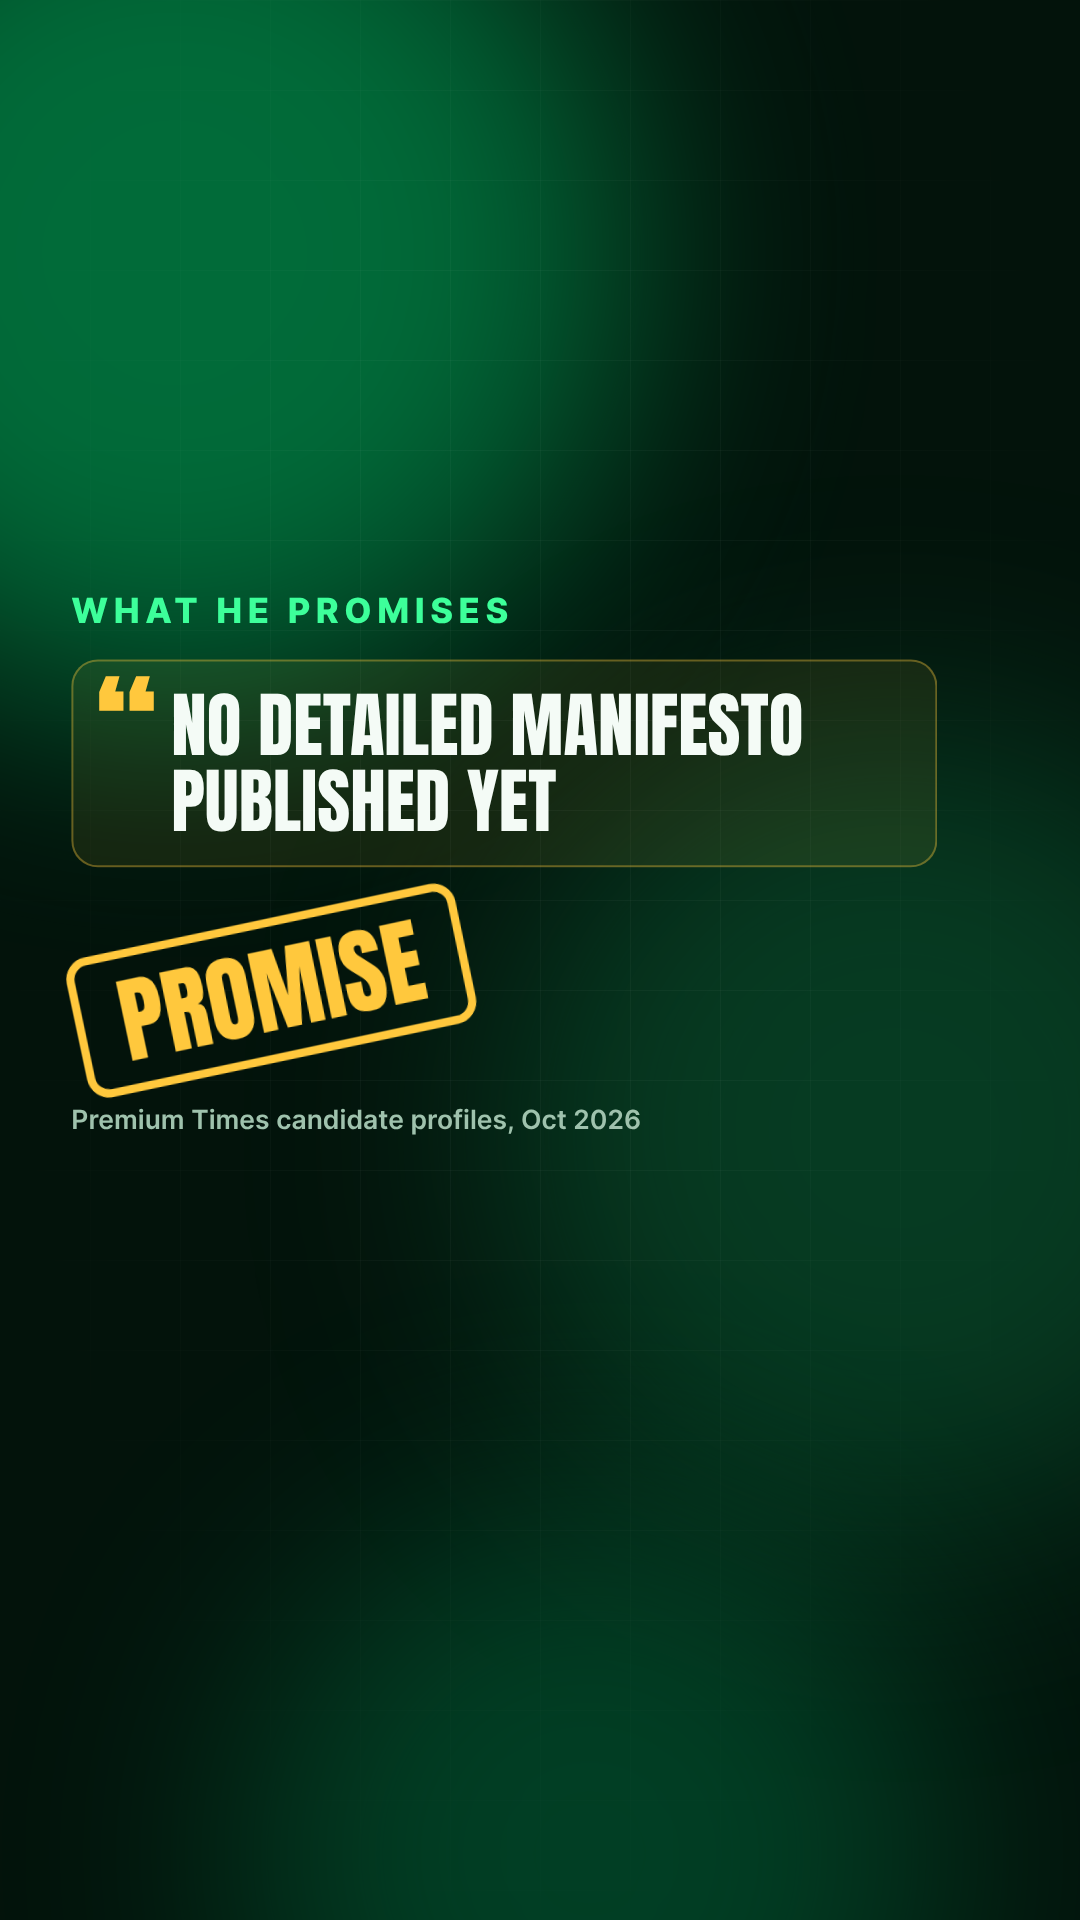 WHAT HE PROMISES
❝ NO DETAILED MANIFESTO
PUBLISHED YET
PROMISE
Premium Times candidate profiles, Oct 2026